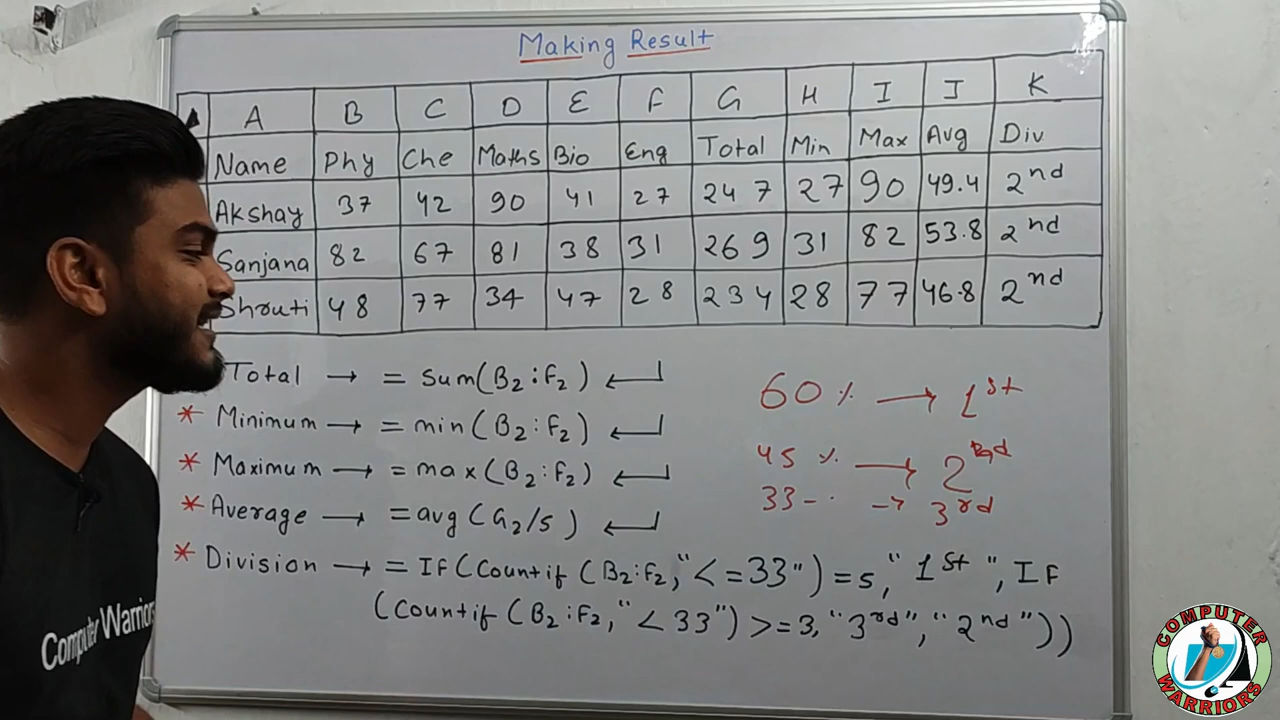 Making Result
A B C D E F G H I J K
Name Phy Che Maths Bio Eng Total Min Max Avg Div
Akshay 37 42 90 41 27 247 27 90 49.4 2nd
Sanjana 82 67 81 38 31 269 31 82 53.8 2nd
Shruti 48 77 34 47 28 234 28 77 46.8 2nd
Total → = Sum(B2:F2)
* Minimum → = min(B2:F2)
* Maximum → = max(B2:F2)
* Average → = avg(G2/5)
* Division → = IF(Countif(B2:F2,"<=33")=5,"1st",IF
(Countif(B2:F2,"<33")>=3,"3rd","2nd"))
60% → 1st
45% → 2nd
33-. → 3rd
Computer Warriors
COMPUTER
WARRIORS